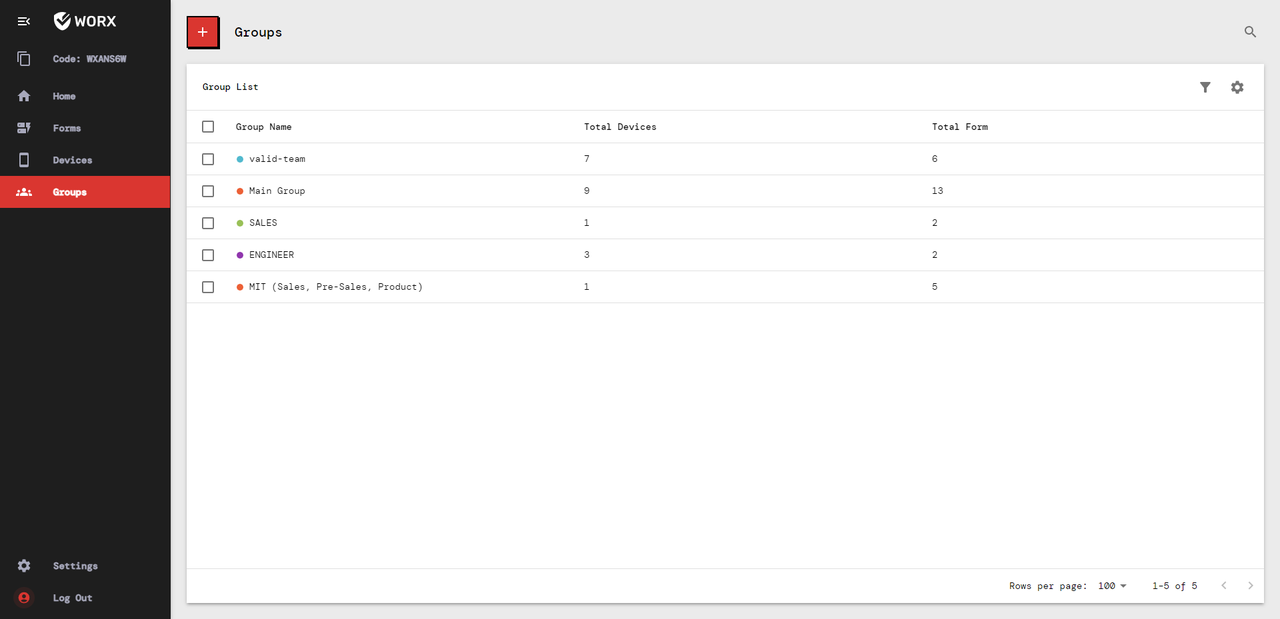 WORX
Code: WXANS6W
Home
Forms
Devices
Groups
Settings
Log Out
Groups
Group List
Group Name Total Devices Total Form
valid-team 7 6
Main Group 9 13
SALES 1 2
ENGINEER 3 2
MIT (Sales, Pre-Sales, Product) 1 5
Rows per page: 100 1-5 of 5